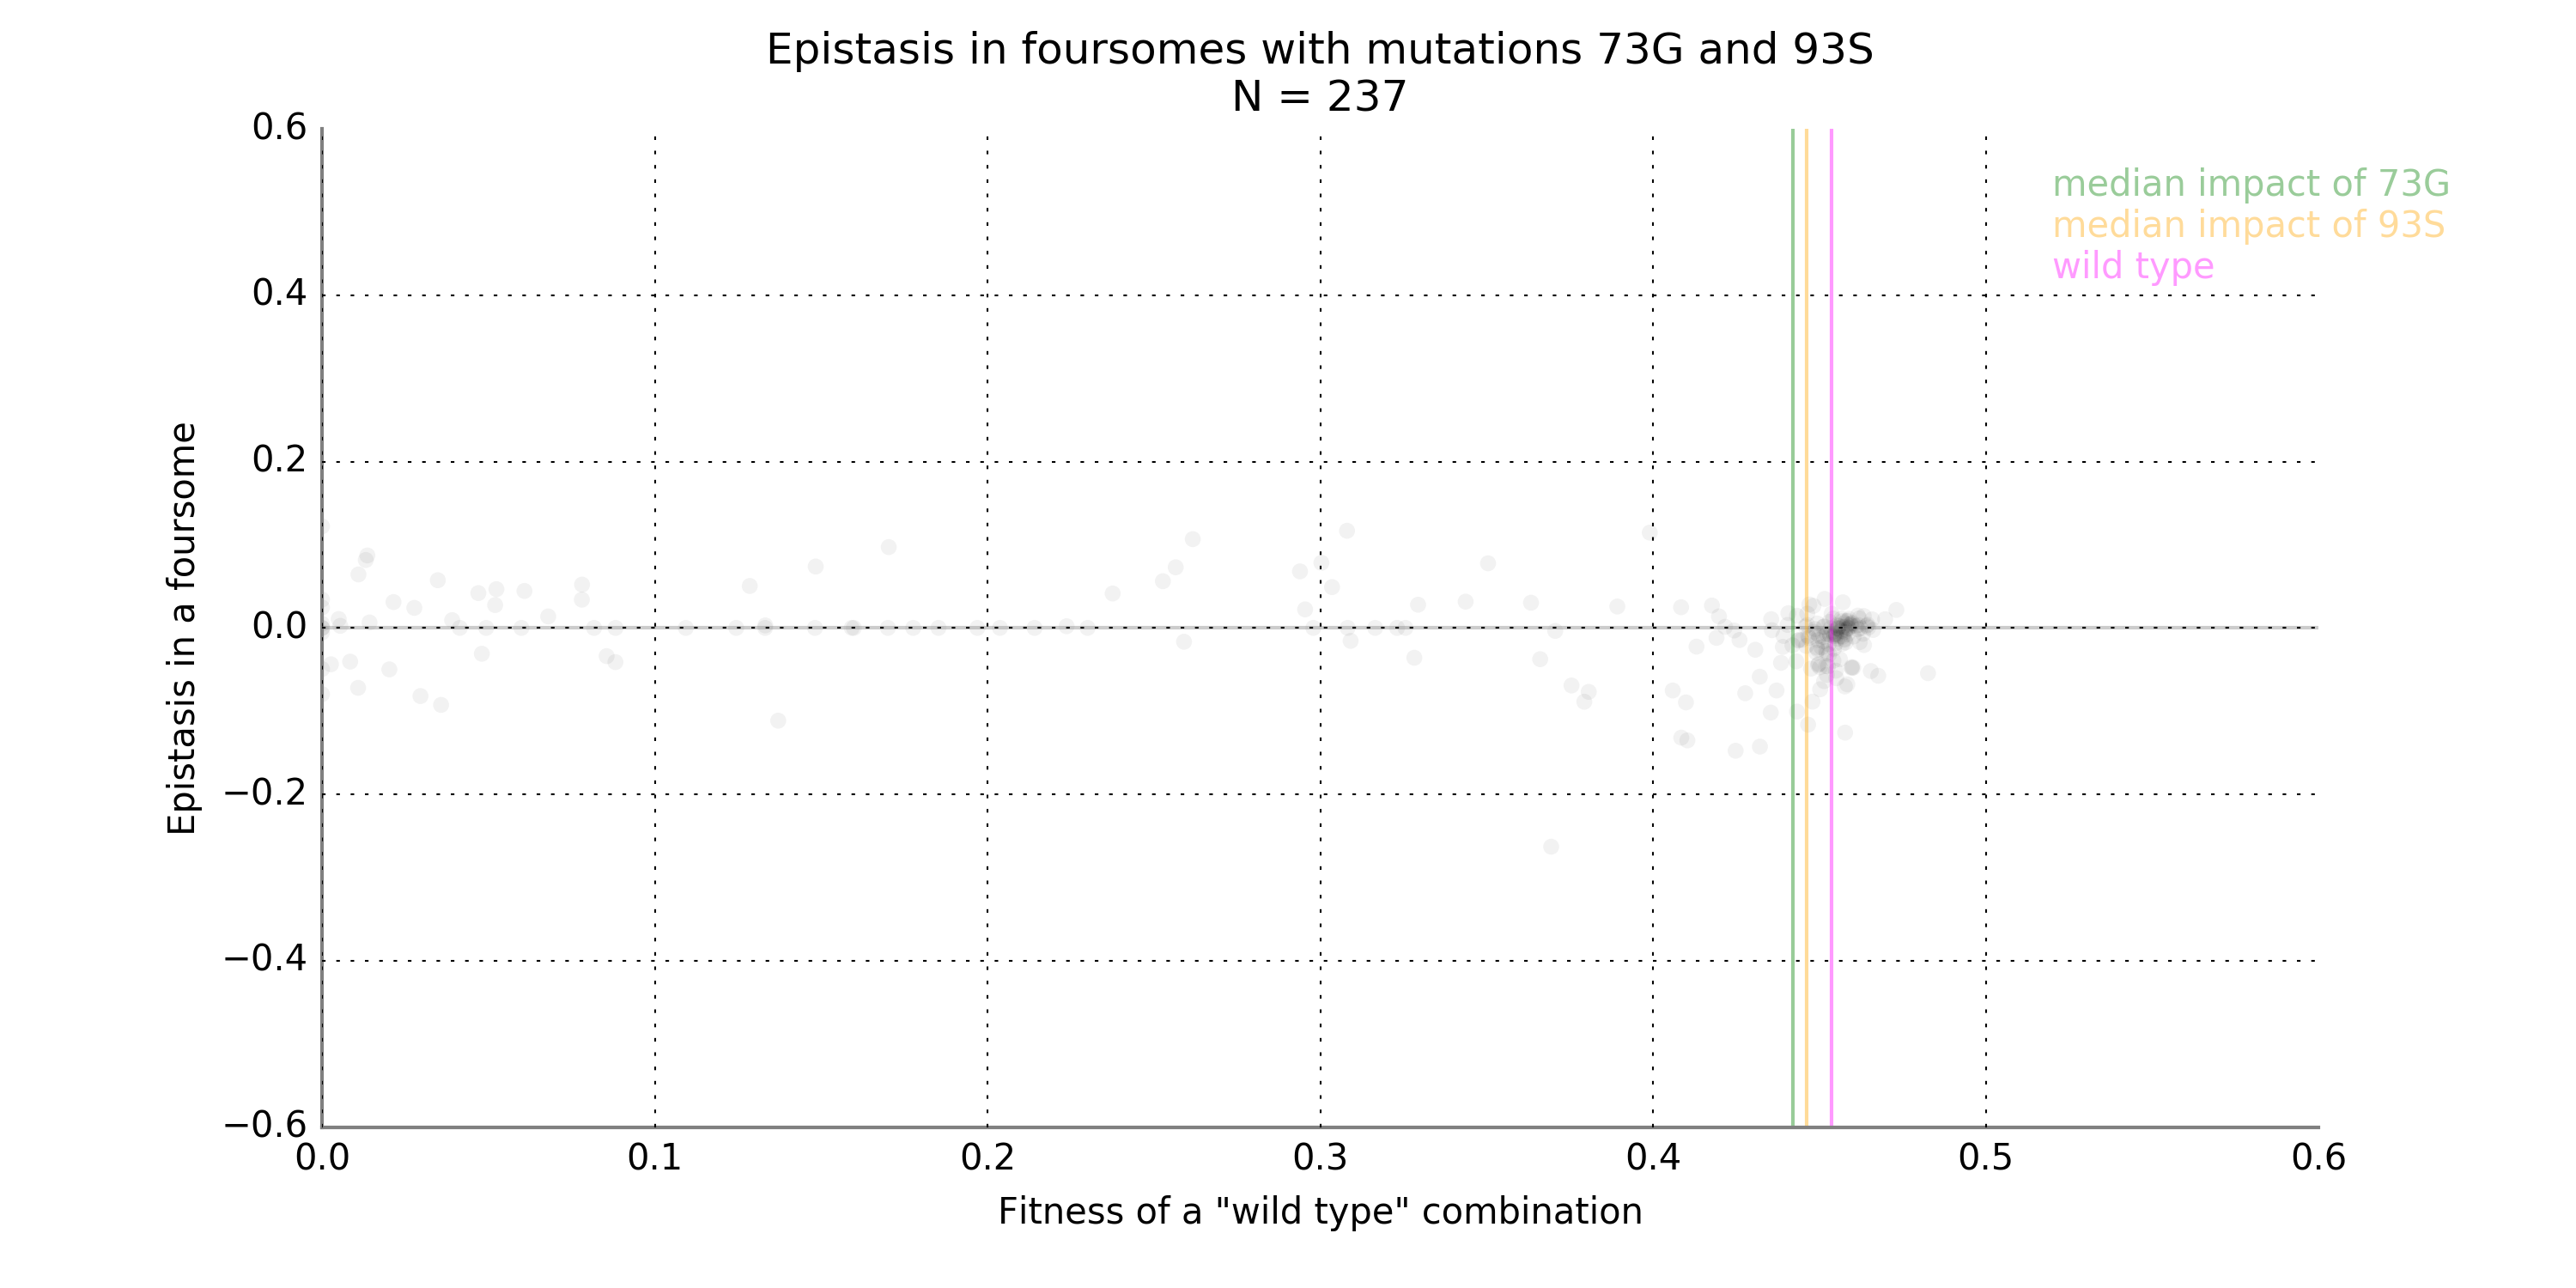 Epistasis in foursomes with mutations 73G and 93S
N = 237
0.6
0.4
0.2
0.0
−0.2
−0.4
−0.6
Epistasis in a foursome
median impact of 73G
median impact of 93S
wild type
0.0 0.1 0.2 0.3 0.4 0.5 0.6
Fitness of a "wild type" combination